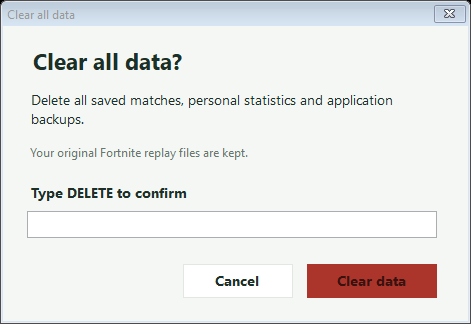 Clear all data
Clear all data?
Delete all saved matches, personal statistics and application
backups.
Your original Fortnite replay files are kept.
Type DELETE to confirm
Cancel
Clear data